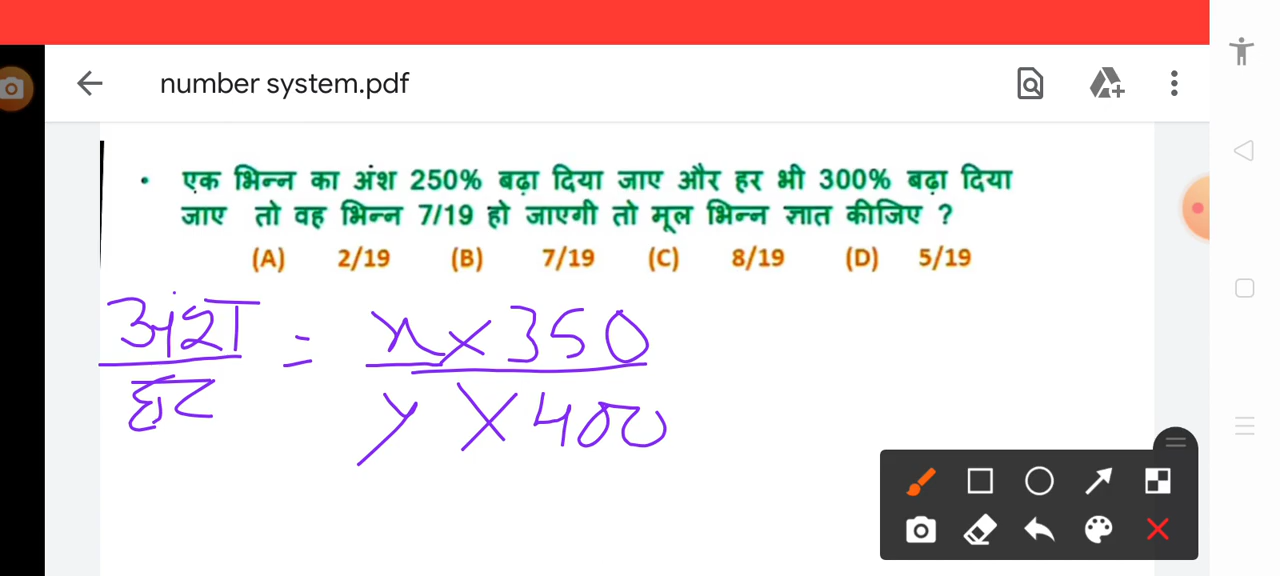 number system.pdf
• एक भिन्न का अंश 250% बढ़ा दिया जाए और हर भी 300% बढ़ा दिया
जाए तो वह भिन्न 7/19 हो जाएगी तो मूल भिन्न ज्ञात कीजिए ?
(A) 2/19 (B) 7/19 (C) 8/19 (D) 5/19
अंश = x × 350
हर y × 400